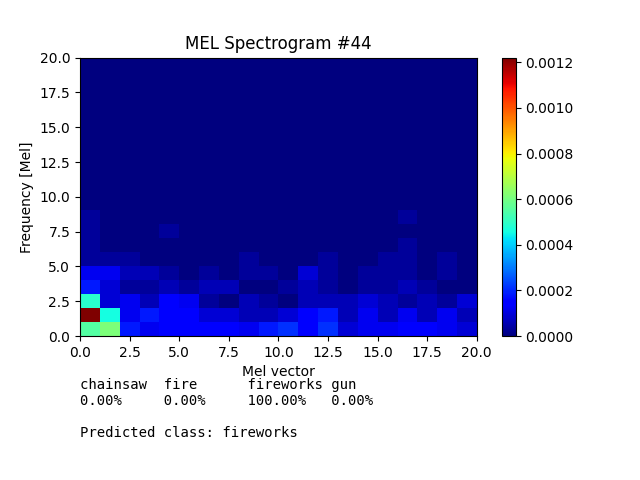 MEL Spectrogram #44
20.0
17.5
15.0
12.5
10.0
7.5
5.0
2.5
0.0
Frequency [Mel]
0.0 2.5 5.0 7.5 10.0 12.5 15.0 17.5 20.0
Mel vector
0.0012
0.0010
0.0008
0.0006
0.0004
0.0002
0.0000
chainsaw fire fireworks gun
0.00% 0.00% 100.00% 0.00%
Predicted class: fireworks